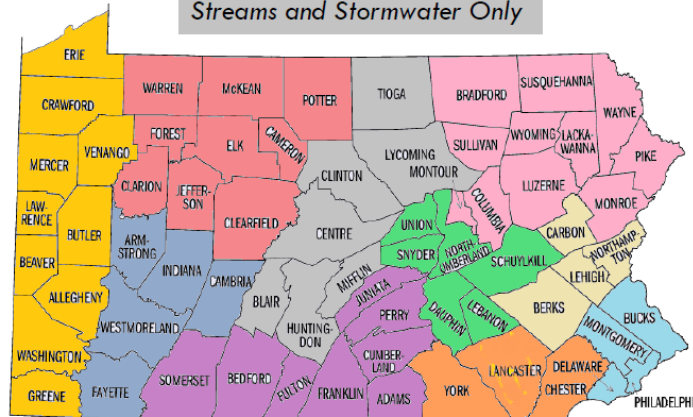 Streams and Stormwater Only
ERIE
WARREN
McKEAN
POTTER
TIOGA
BRADFORD
SUSQUEHANNA
CRAWFORD
WAYNE
FOREST
ELK
CAMERON
LYCOMING
SULLIVAN
WYOMING
LACKA-
WANNA
PIKE
MERCER
VENANGO
CLINTON
MONTOUR
CLARION
JEFFER-
SON
COLUMBIA
LUZERNE
MONROE
LAW-
RENCE
BUTLER
CLEARFIELD
CENTRE
UNION
CARBON
ARM-
STRONG
SNYDER
NORTH-
UMBERLAND
SCHUYLKILL
NORTHAMP-
TON
BEAVER
INDIANA
CAMBRIA
BLAIR
MIFFLIN
JUNIATA
LEHIGH
ALLEGHENY
HUNTING-
DON
PERRY
DAUPHIN
LEBANON
BERKS
BUCKS
WESTMORELAND
MONTGOMERY
WASHINGTON
CUMBER-
LAND
LANCASTER
DELAWARE
GREENE
FAYETTE
SOMERSET
BEDFORD
FULTON
FRANKLIN
ADAMS
YORK
CHESTER
PHILADELPH